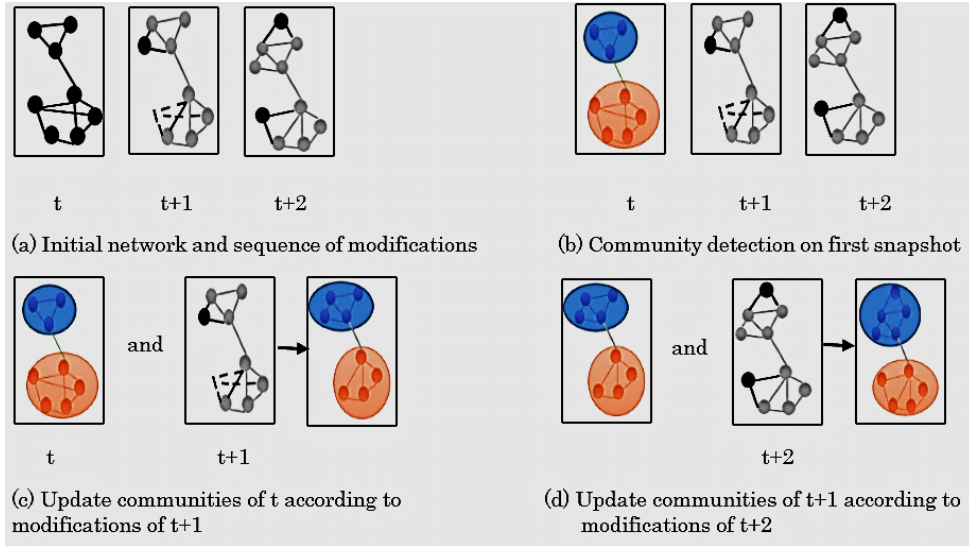 t t+1 t+2
(a) Initial network and sequence of modifications
t t+1 t+2
(b) Community detection on first snapshot
and
t t+1
(c) Update communities of t according to
modifications of t+1
and
t+2
(d) Update communities of t+1 according to
modifications of t+2